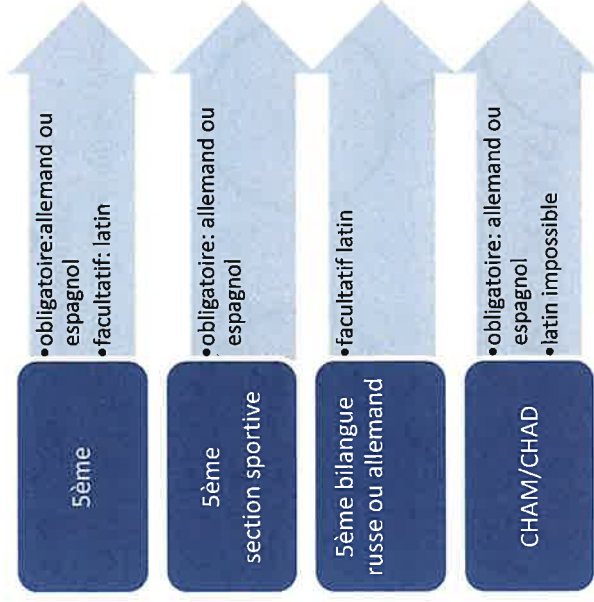 5ème
•obligatoire:allemand ou
espagnol
•facultatif: latin
5ème
section sportive
•obligatoire: allemand ou
espagnol
5ème bilangue
russe ou allemand
•facultatif latin
CHAM/CHAD
•obligatoire: allemand ou
espagnol
•latin impossible